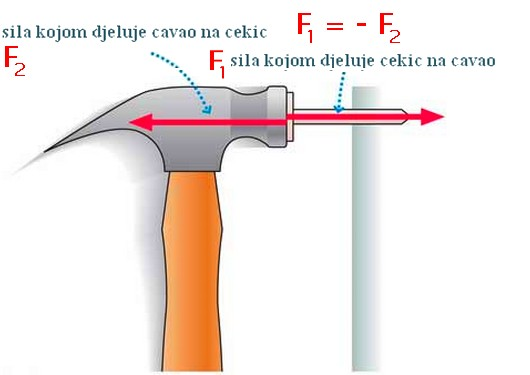 F₁ = - F₂
sila kojom djeluje cavao na cekic
F₂
F₁ sila kojom djeluje cekic na cavao